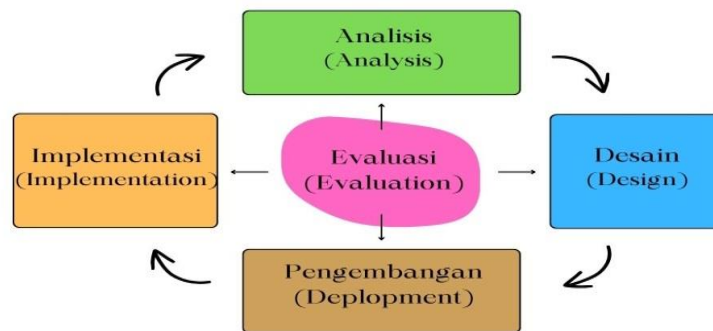 Analisis
(Analysis)
Implementasi
(Implementation)
Evaluasi
(Evaluation)
Desain
(Design)
Pengembangan
(Deplopment)